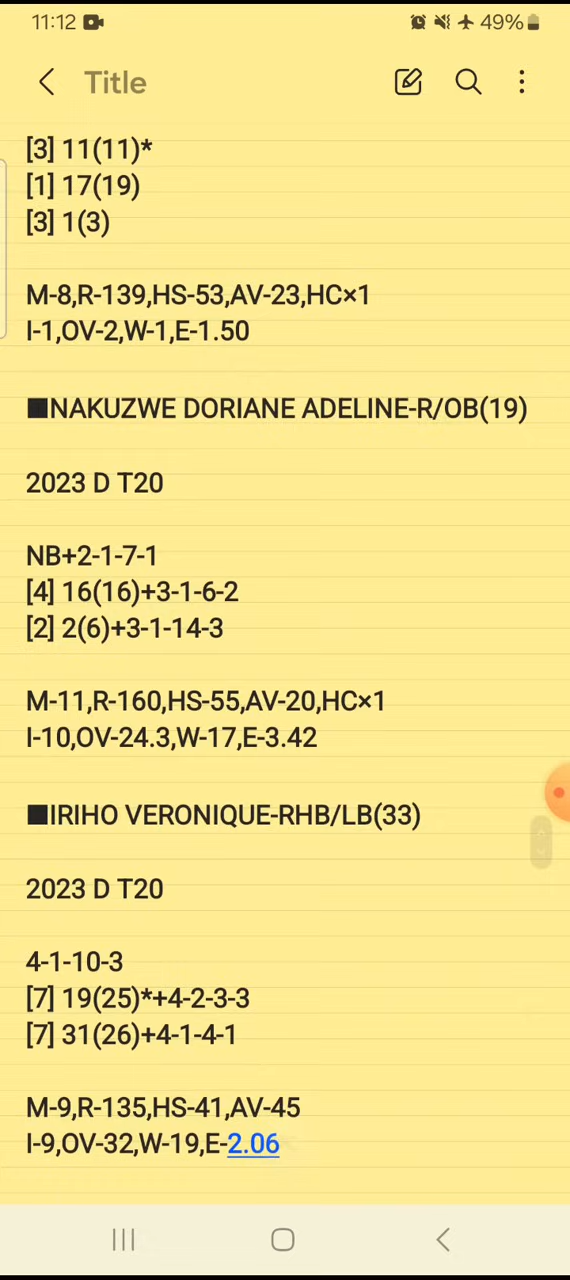 11:12 49%
Title
[3] 11(11)*
[1] 17(19)
[3] 1(3)
M-8,R-139,HS-53,AV-23,HC×1
I-1,OV-2,W-1,E-1.50
■NAKUZWE DORIANE ADELINE-R/OB(19)
2023 D T20
NB+2-1-7-1
[4] 16(16)+3-1-6-2
[2] 2(6)+3-1-14-3
M-11,R-160,HS-55,AV-20,HC×1
I-10,OV-24.3,W-17,E-3.42
■IRIHO VERONIQUE-RHB/LB(33)
2023 D T20
4-1-10-3
[7] 19(25)*+4-2-3-3
[7] 31(26)+4-1-4-1
M-9,R-135,HS-41,AV-45
I-9,OV-32,W-19,E-2.06